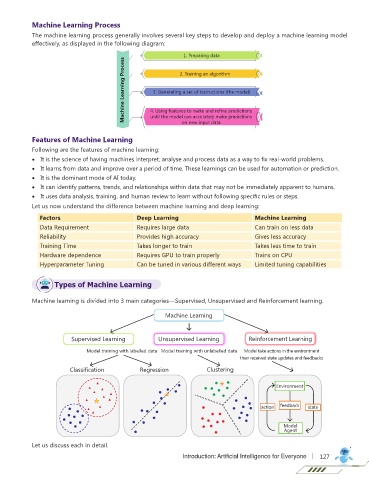 Machine Learning Process
The machine learning process generally involves several key steps to develop and deploy a machine learning model
effectively, as displayed in the following diagram:
Machine Learning Process
1. Preparing data
2. Training an algorithm
3. Generating a set of instructions (the model)
4. Using features to make and refine predictions
until the model can accurately make predictions
on new input data
Features of Machine Learning
Following are the features of machine learning:
• It is the science of having machines interpret, analyse and process data as a way to fix real-world problems.
• It learns from data and improve over a period of time. These learnings can be used for automation or prediction.
• It is the dominant mode of AI today.
• It can identify patterns, trends, and relationships within data that may not be immediately apparent to humans.
• It uses data analysis, training, and human review to learn without following specific rules or steps.
Let us now understand the difference between machine learning and deep learning:
Factors Deep Learning Machine Learning
Data Requirement Requires large data Can train on less data
Reliability Provides high accuracy Gives less accuracy
Training Time Takes longer to train Takes less time to train
Hardware dependence Requires GPU to train properly Trains on CPU
Hyperparameter Tuning Can be tuned in various different ways Limited tuning capabilities
Types of Machine Learning
Machine learning is divided into 3 main categories—Supervised, Unsupervised and Reinforcement learning.
Machine Learning
Supervised Learning Unsupervised Learning Reinforcement Learning
Model training with labelled data Model training with unlabelled data Model take actions in the environment
then received state updates and feedbacks
Classification Regression Clustering
Environment
action feedback state
Model
Agent
Let us discuss each in detail.
Introduction: Artificial Intelligence for Everyone 127